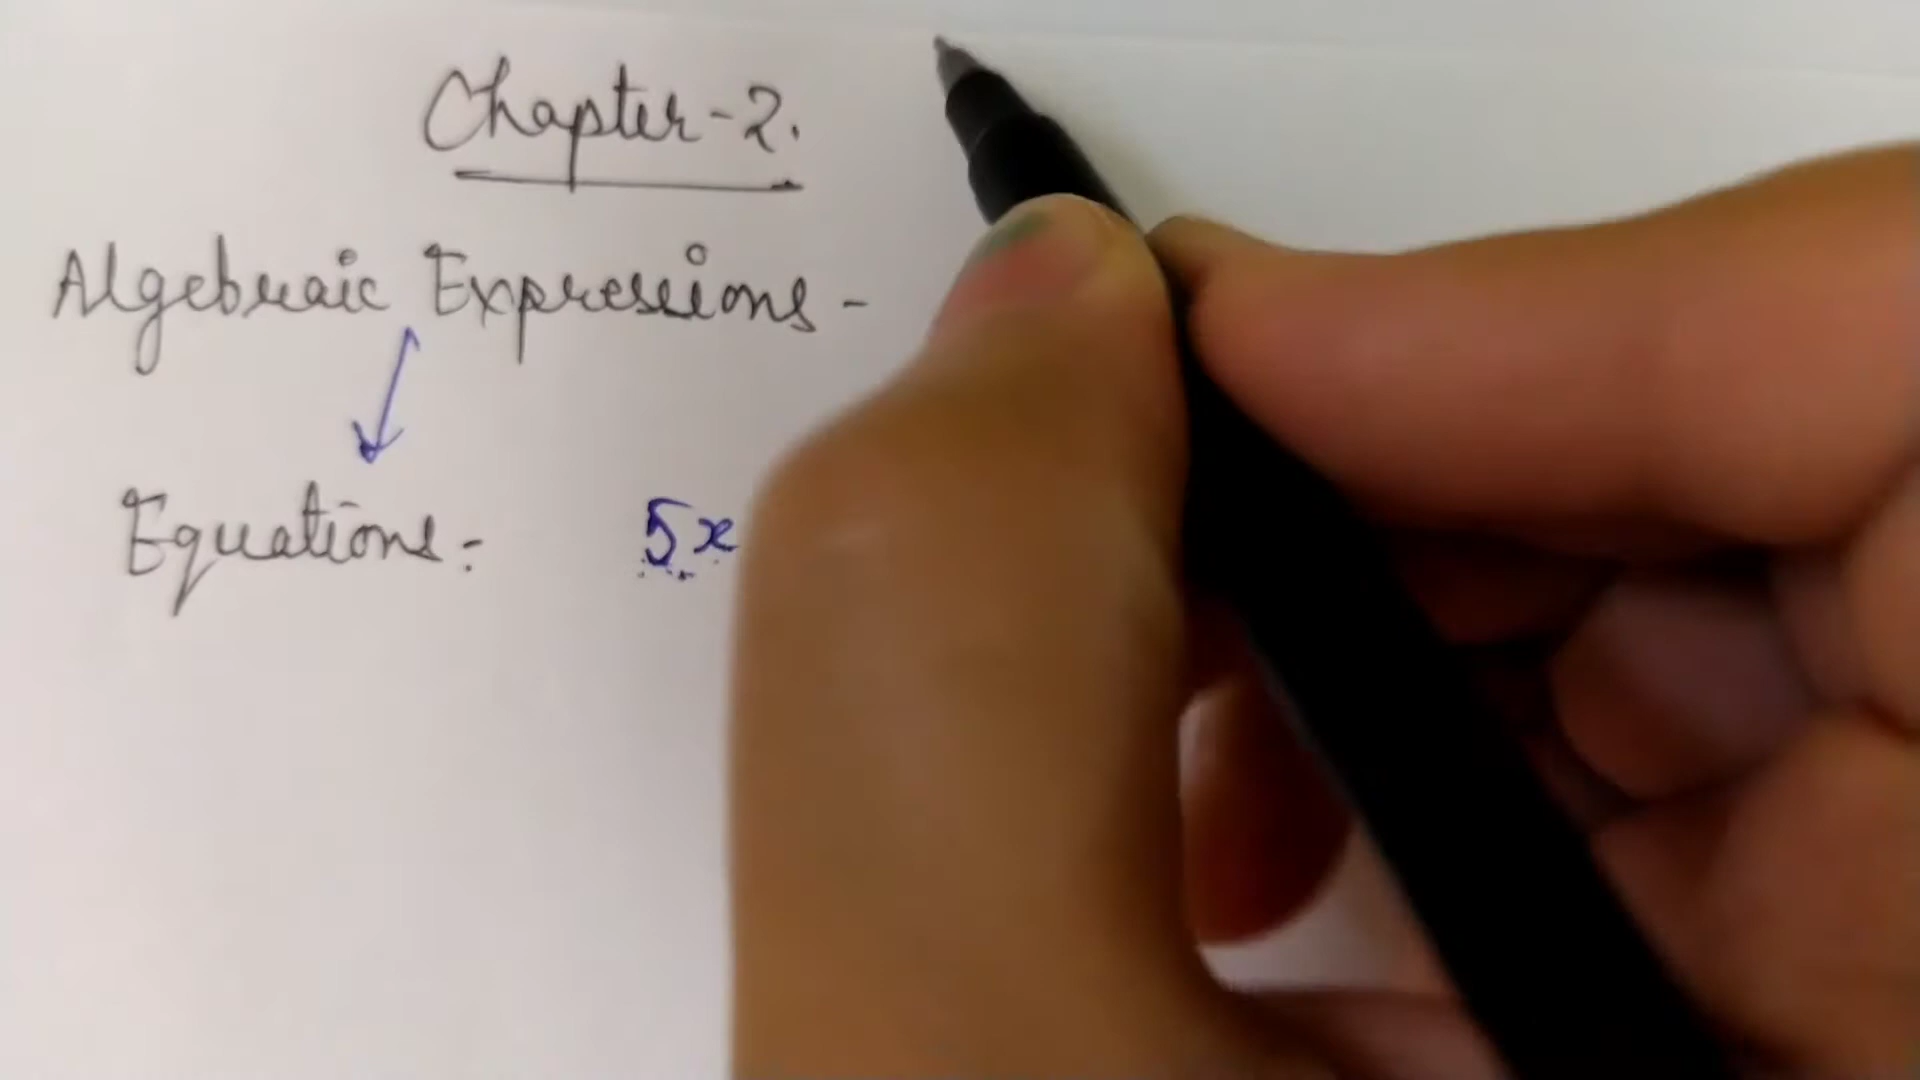 Chapter-2.
Algebraic Expressions-
Equations:- 5x